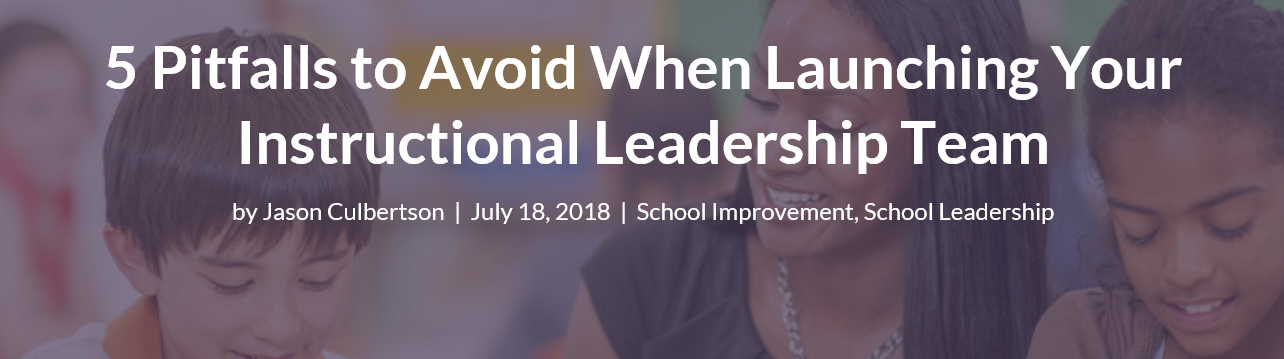 5 Pitfalls to Avoid When Launching Your
Instructional Leadership Team
by Jason Culbertson | July 18, 2018 | School Improvement, School Leadership